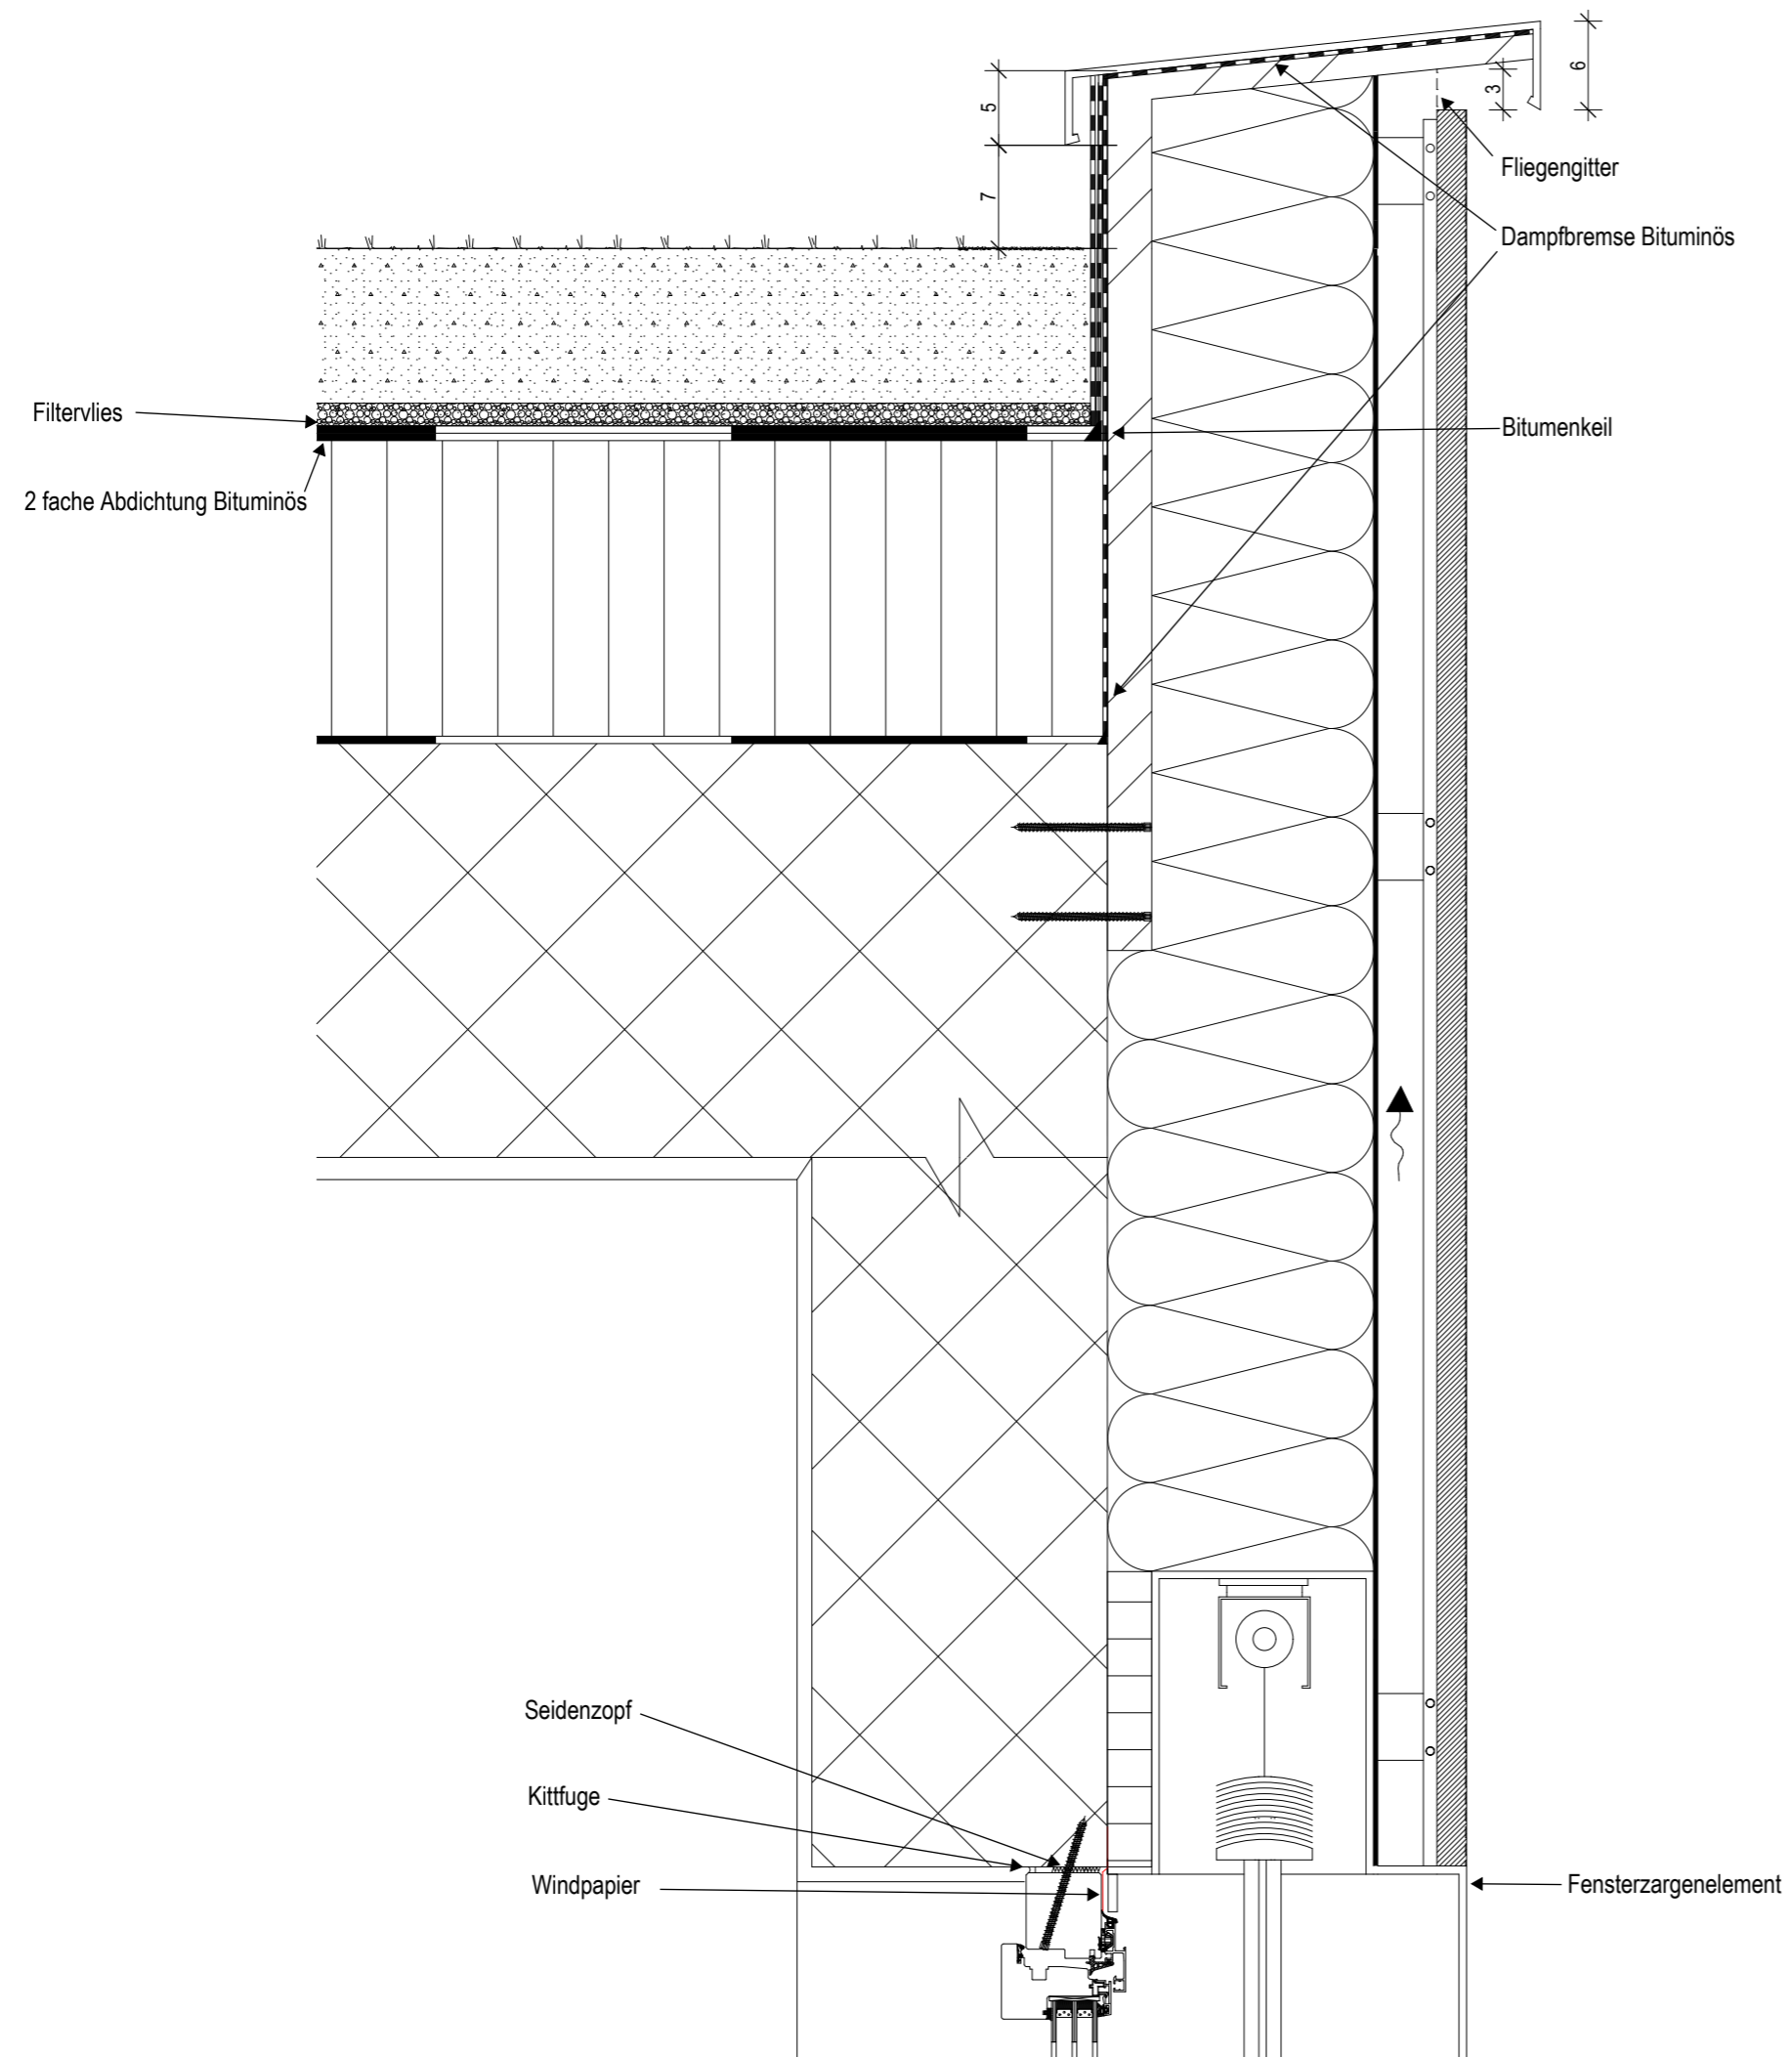 6
3
5
7
Fliegengitter
Dampfbremse Bituminös
Filtervlies
Bitumenkeil
2 fache Abdichtung Bituminös
Seidenzopf
Kittfuge
Windpapier
Fensterzargenelement